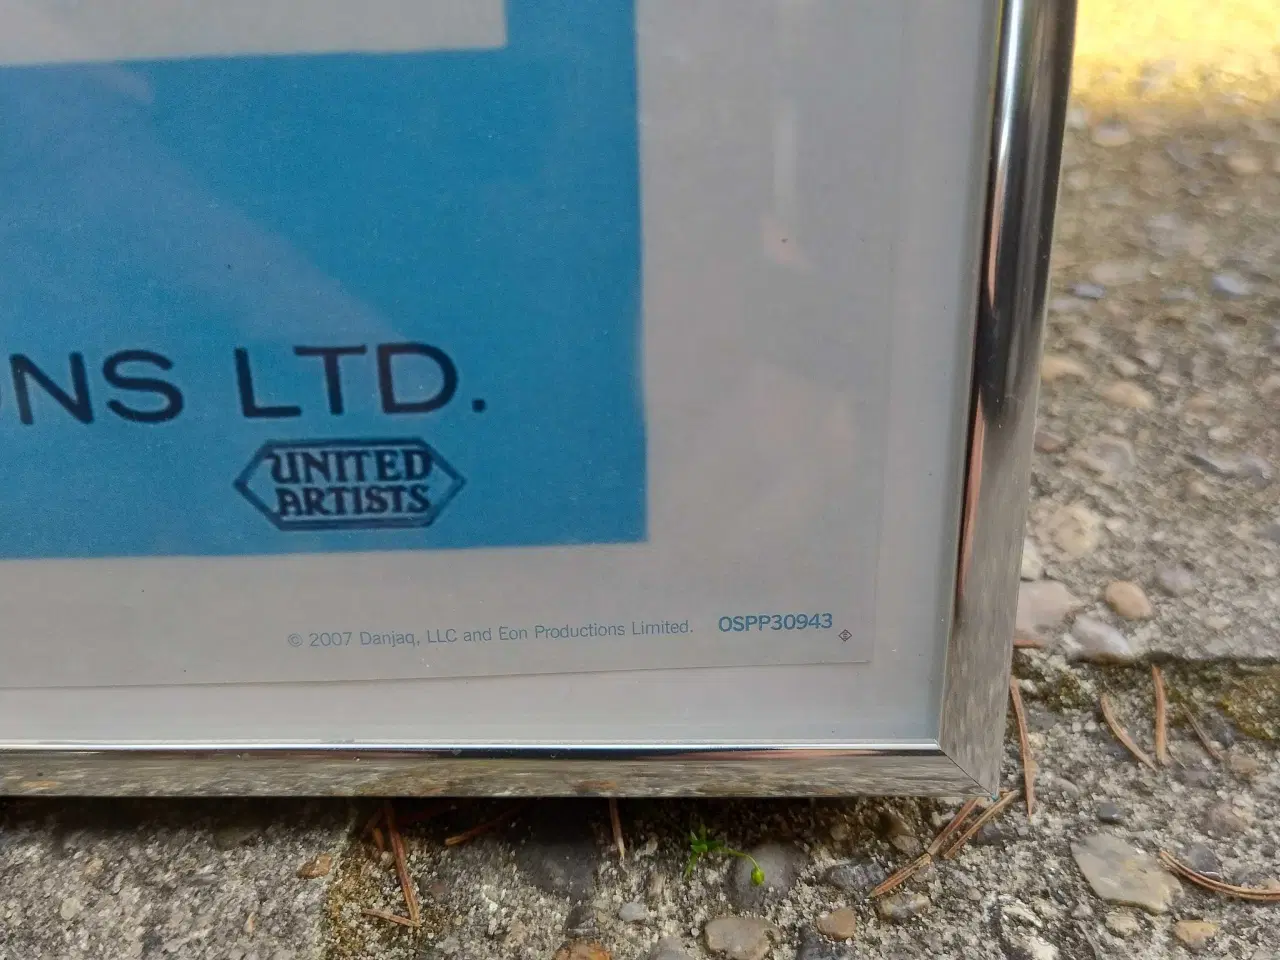 NS LTD.
UNITED
ARTISTS
© 2007 Danjaq, LLC and Eon Productions Limited. OSPP30943